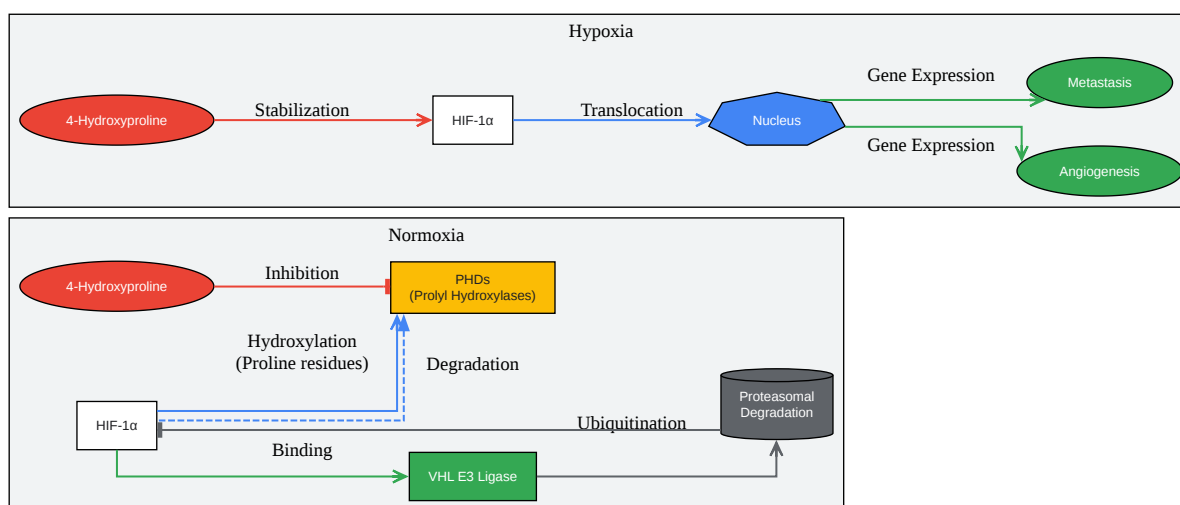 Hypoxia
4-Hydroxyproline
Stabilization
HIF-1α
Translocation
Nucleus
Gene Expression
Metastasis
Gene Expression
Angiogenesis
Normoxia
4-Hydroxyproline
Inhibition
PHDs
(Prolyl Hydroxylases)
Hydroxylation
(Proline residues)
Degradation
HIF-1α
Ubiquitination
Proteasomal
Degradation
Binding
VHL E3 Ligase